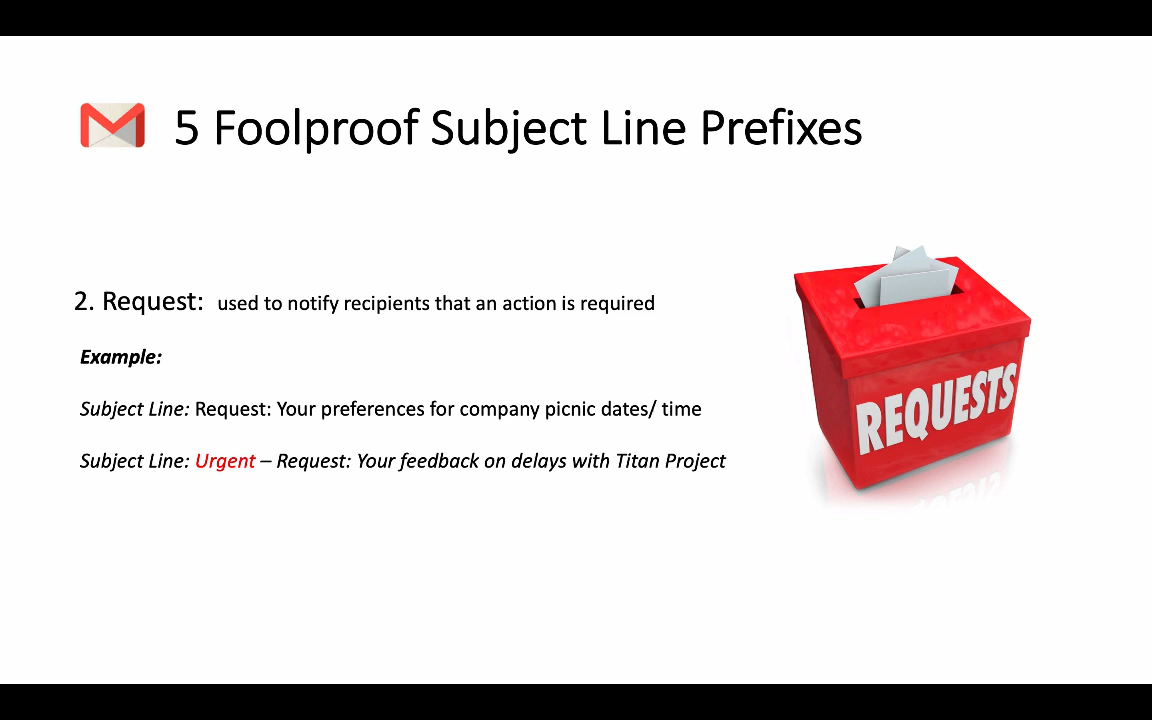 5 Foolproof Subject Line Prefixes
2. Request: used to notify recipients that an action is required
Example:
Subject Line: Request: Your preferences for company picnic dates/ time
Subject Line: Urgent – Request: Your feedback on delays with Titan Project
REQUESTS